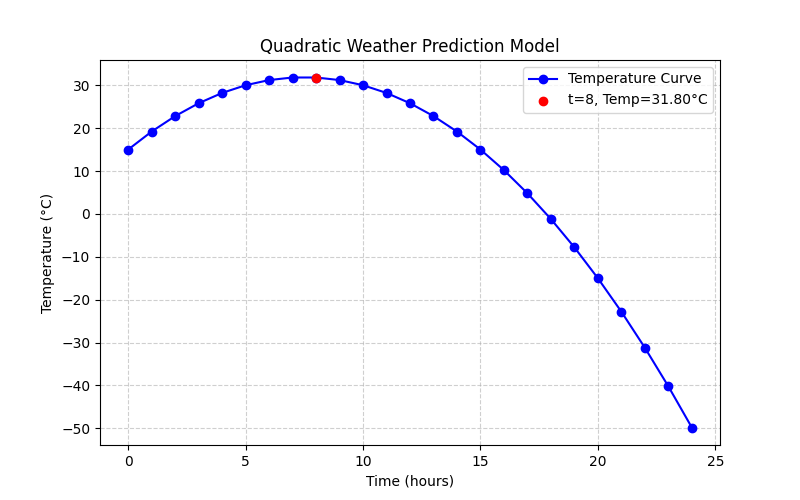 Quadratic Weather Prediction Model
Temperature Curve
t=8, Temp=31.80°C
30
20
10
0
−10
−20
−30
−40
−50
Temperature (°C)
0 5 10 15 20 25
Time (hours)